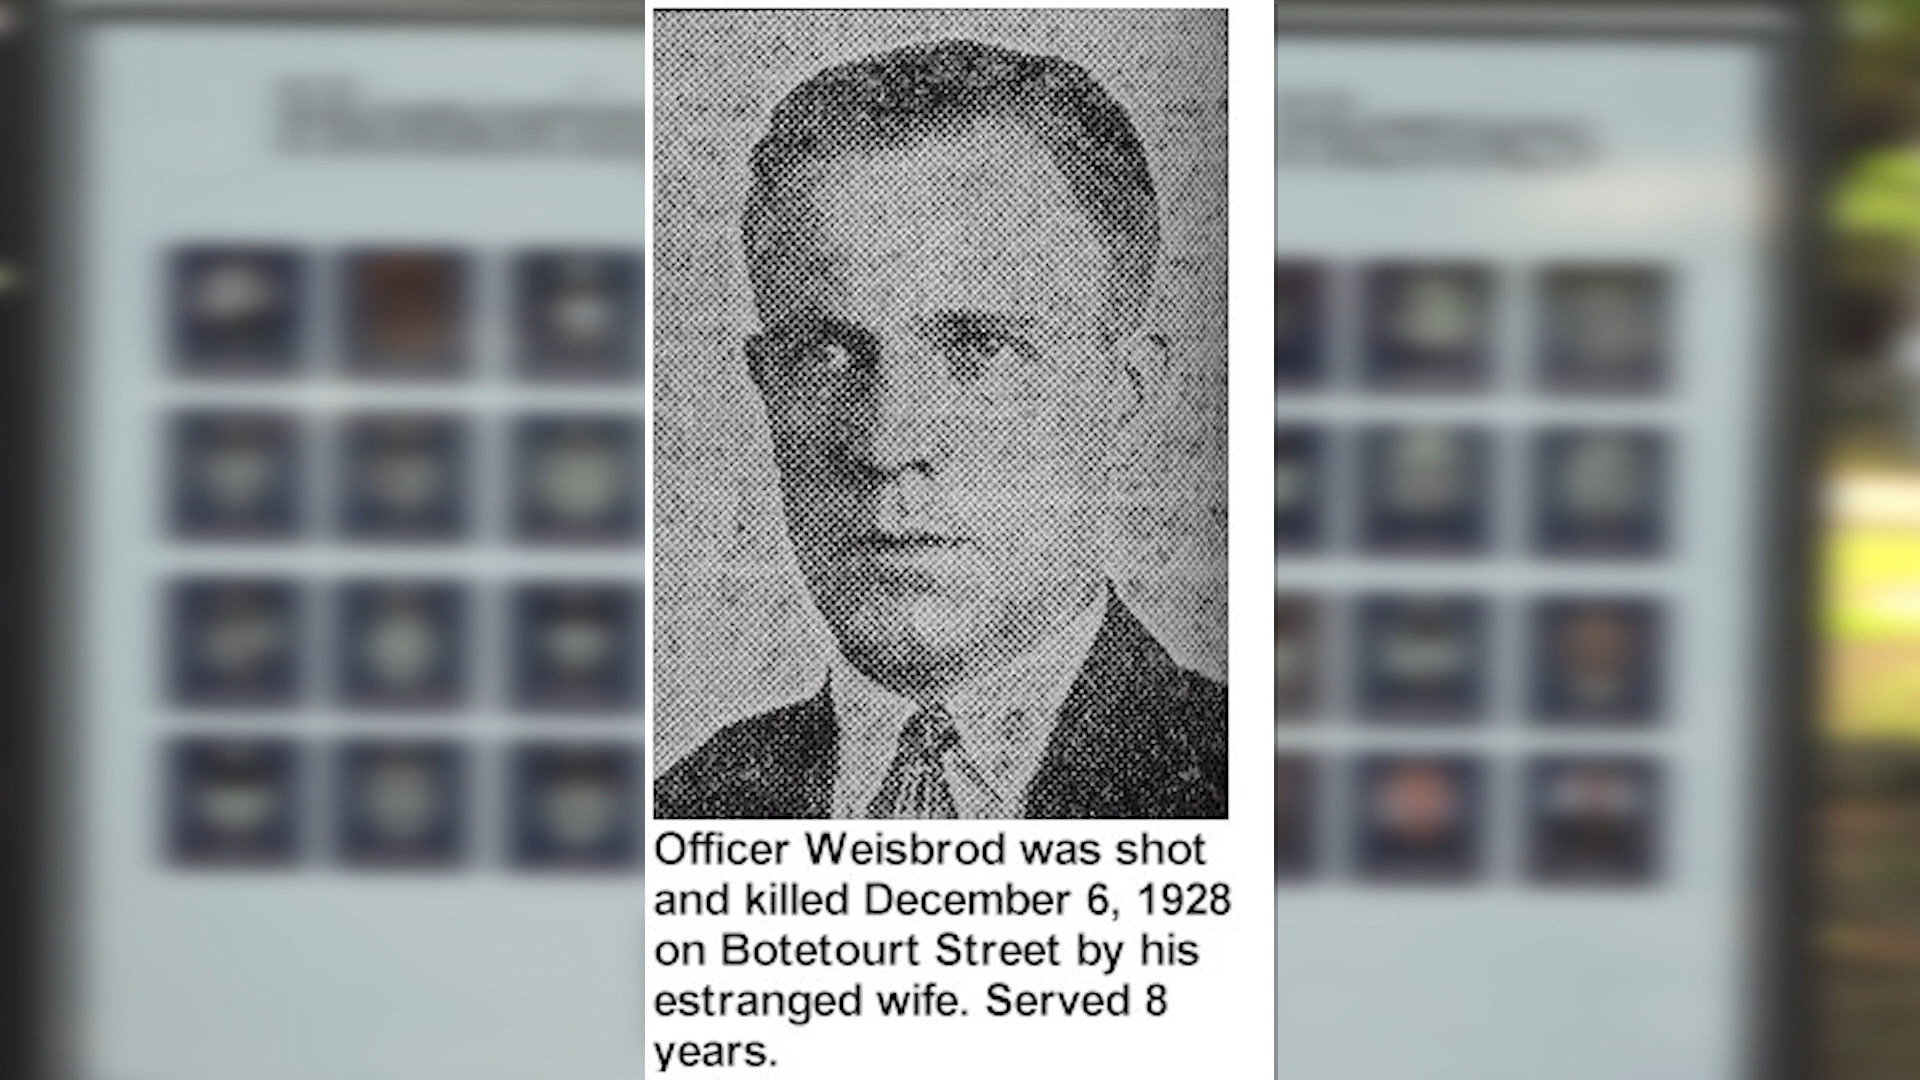 Officer Weisbrod was shot
and killed December 6, 1928
on Botetourt Street by his
estranged wife. Served 8
years.